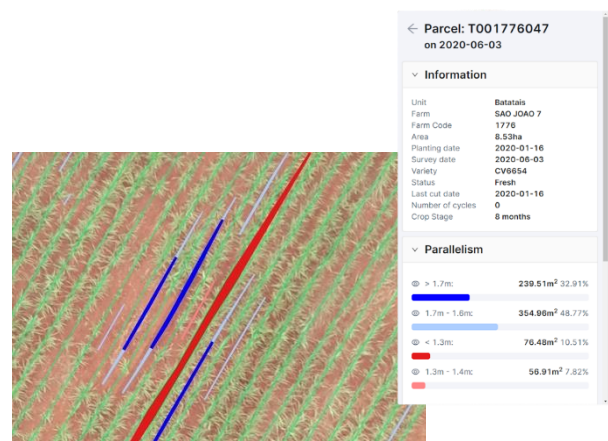 Parcel: T001776047
on 2020-06-03
Information
Unit Batatais
Farm SAO JOAO 7
Farm Code 1776
Area 8.53ha
Planting date 2020-01-16
Survey date 2020-06-03
Variety CV6654
Status Fresh
Last cut date 2020-01-16
Number of cycles 0
Crop Stage 8 months
Parallelism
> 1.7m: 239.51m² 32.91%
1.7m - 1.6m: 354.96m² 48.77%
< 1.3m: 76.48m² 10.51%
1.3m - 1.4m: 56.91m² 7.82%